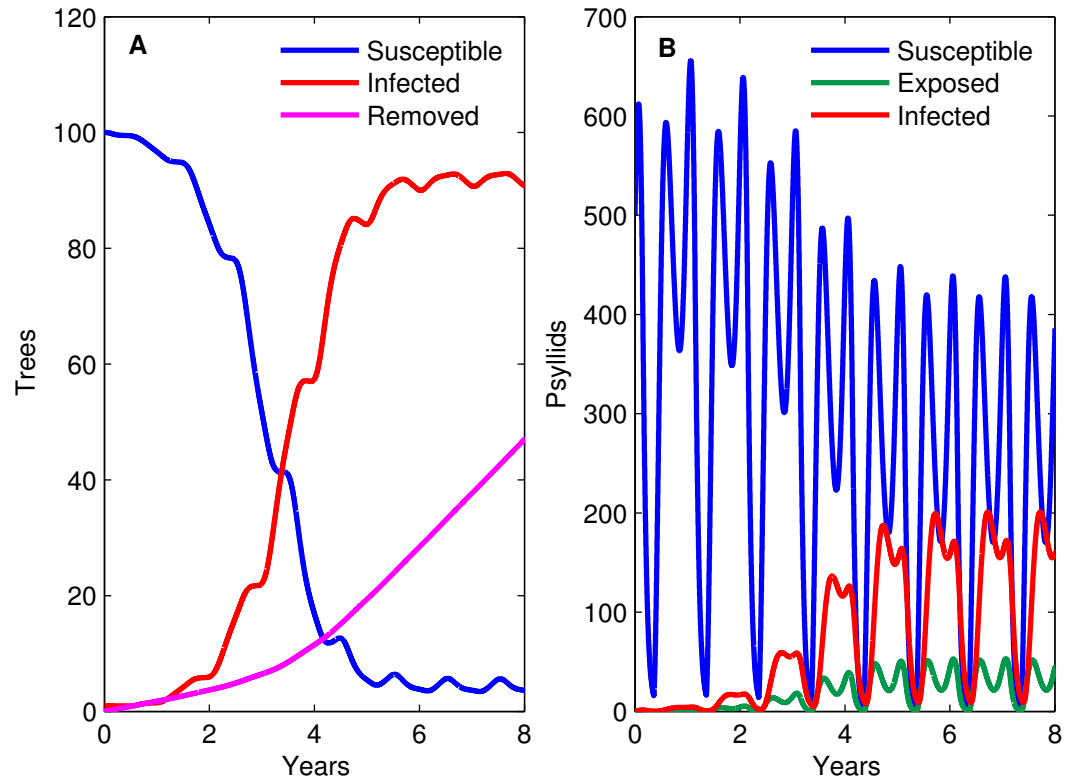 A
Susceptible
Infected
Removed
120
100
80
60
40
20
0
Trees
0 2 4 6 8
Years
B
Susceptible
Exposed
Infected
700
600
500
400
300
200
100
0
Psyllids
0 2 4 6 8
Years